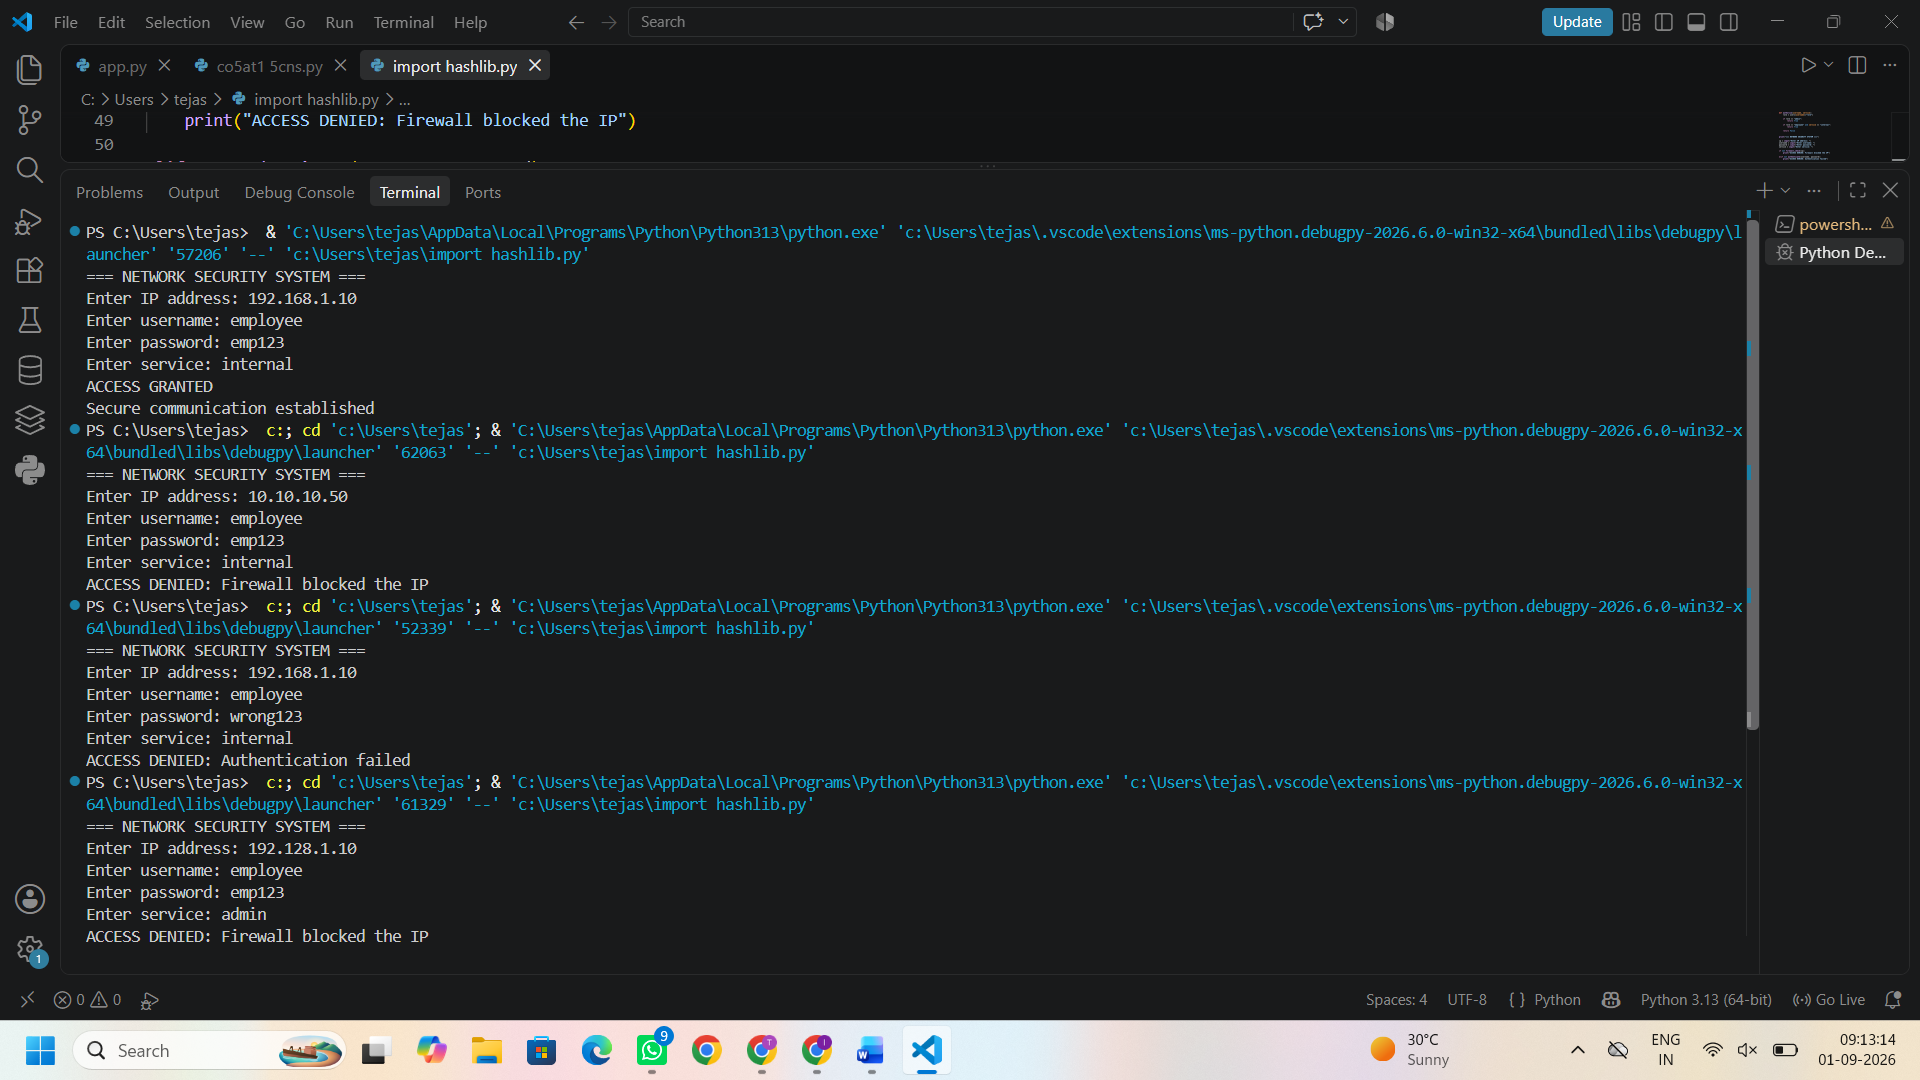 File Edit Selection View Go Run Terminal Help
Search
Update
app.py
co5at1 5cns.py
import hashlib.py
C: > Users > tejas > import hashlib.py > ...
49 print("ACCESS DENIED: Firewall blocked the IP")
50
Problems Output Debug Console Terminal Ports
powersh...
Python De...
PS C:\Users\tejas> & 'C:\Users\tejas\AppData\Local\Programs\Python\Python313\python.exe' 'c:\Users\tejas\.vscode\extensions\ms-python.debugpy-2026.6.0-win32-x64\bundled\libs\debugpy\l
auncher' '57206' '--' 'c:\Users\tejas\import hashlib.py'
=== NETWORK SECURITY SYSTEM ===
Enter IP address: 192.168.1.10
Enter username: employee
Enter password: emp123
Enter service: internal
ACCESS GRANTED
Secure communication established
PS C:\Users\tejas> c:; cd 'c:\Users\tejas'; & 'C:\Users\tejas\AppData\Local\Programs\Python\Python313\python.exe' 'c:\Users\tejas\.vscode\extensions\ms-python.debugpy-2026.6.0-win32-x
64\bundled\libs\debugpy\launcher' '62063' '--' 'c:\Users\tejas\import hashlib.py'
=== NETWORK SECURITY SYSTEM ===
Enter IP address: 10.10.10.50
Enter username: employee
Enter password: emp123
Enter service: internal
ACCESS DENIED: Firewall blocked the IP
PS C:\Users\tejas> c:; cd 'c:\Users\tejas'; & 'C:\Users\tejas\AppData\Local\Programs\Python\Python313\python.exe' 'c:\Users\tejas\.vscode\extensions\ms-python.debugpy-2026.6.0-win32-x
64\bundled\libs\debugpy\launcher' '52339' '--' 'c:\Users\tejas\import hashlib.py'
=== NETWORK SECURITY SYSTEM ===
Enter IP address: 192.168.1.10
Enter username: employee
Enter password: wrong123
Enter service: internal
ACCESS DENIED: Authentication failed
PS C:\Users\tejas> c:; cd 'c:\Users\tejas'; & 'C:\Users\tejas\AppData\Local\Programs\Python\Python313\python.exe' 'c:\Users\tejas\.vscode\extensions\ms-python.debugpy-2026.6.0-win32-x
64\bundled\libs\debugpy\launcher' '61329' '--' 'c:\Users\tejas\import hashlib.py'
=== NETWORK SECURITY SYSTEM ===
Enter IP address: 192.128.1.10
Enter username: employee
Enter password: emp123
Enter service: admin
ACCESS DENIED: Firewall blocked the IP
1
0 0
Spaces: 4 UTF-8 {} Python Python 3.13 (64-bit) Go Live
Search
9
30°C
Sunny
ENG
IN
09:13:14
01-09-2026